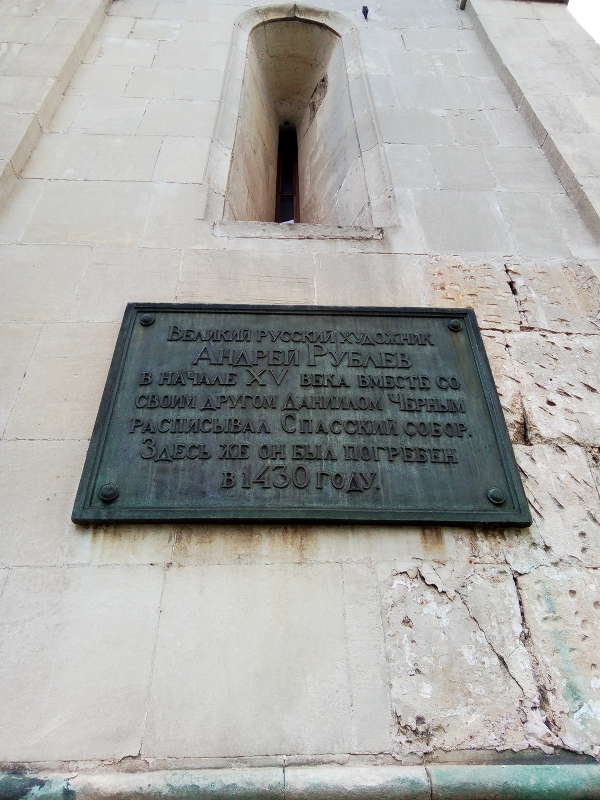 Великий русский художник
Андрей Рублев
в начале XV века вместе со
своим другом Даниилом Черным
расписывал Спасский собор.
Здесь же он был погребен
в 1430 году.